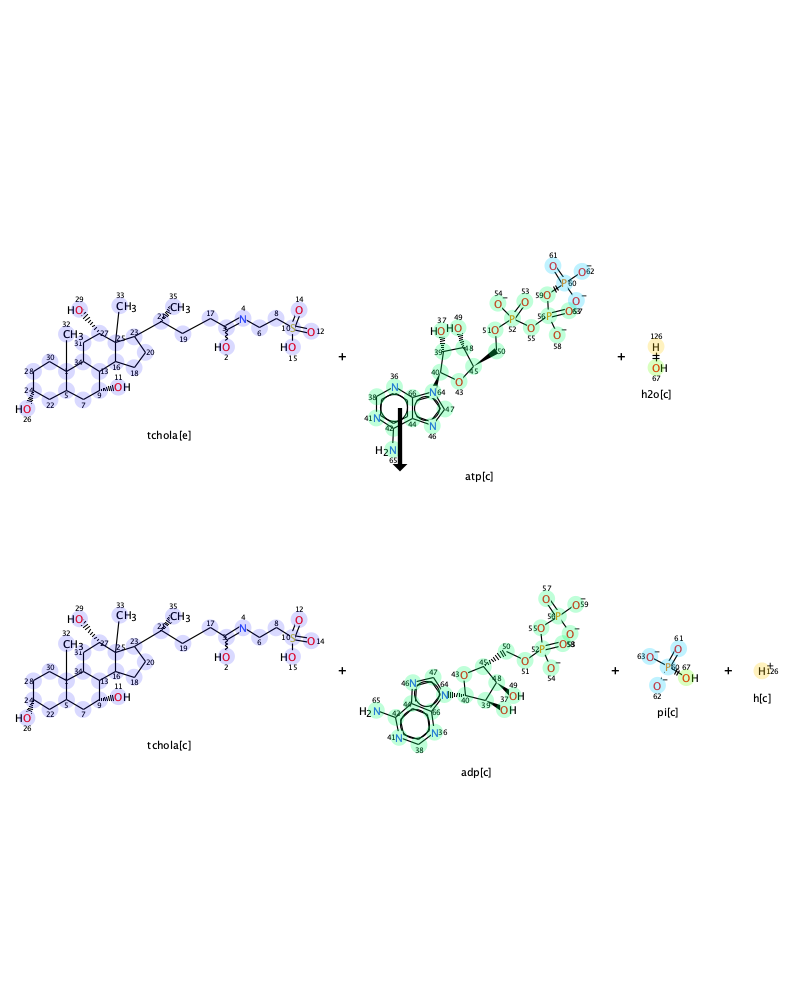 29 HO 32 CH3 31 33 CH3 27 25 23 21 35 CH3 17 19 20 4 N HO 2 6 8 14 O 10 O 12 HO 15
28 30 34 13 16 18 11 OH 9 7 5 22 24 HO 26
tchola[e]
+
61 O O− 62 P 60 O− 59 O 54 O− 53 O 51 O P 52 O 55 56 P O− 58
37 HO 49 HO 39 48 50 40 45 O 43
36 N 38 66 N 64 47 41 N 42 44 N 46 H2N 65
atp[c]
+
126
H
OH
67
h2o[c]
29 HO 32 CH3 31 33 CH3 27 25 23 21 35 CH3 17 19 20 4 N HO 2 6 8 12 O 10 O 14 HO 15
28 30 34 13 16 18 11 OH 9 7 5 22 24 HO 26
tchola[c]
+
57 O O− 59 P O− 55 O P O− 54 O 51 50
43 O 45 48 49 OH 37 OH 39 40
47 46 N N 64 65 H2N 42 44 66 41 N N 36 38
adp[c]
+
63 O− 61 O P 67 OH O− 62
pi[c]
+
H+ 126
h[c]